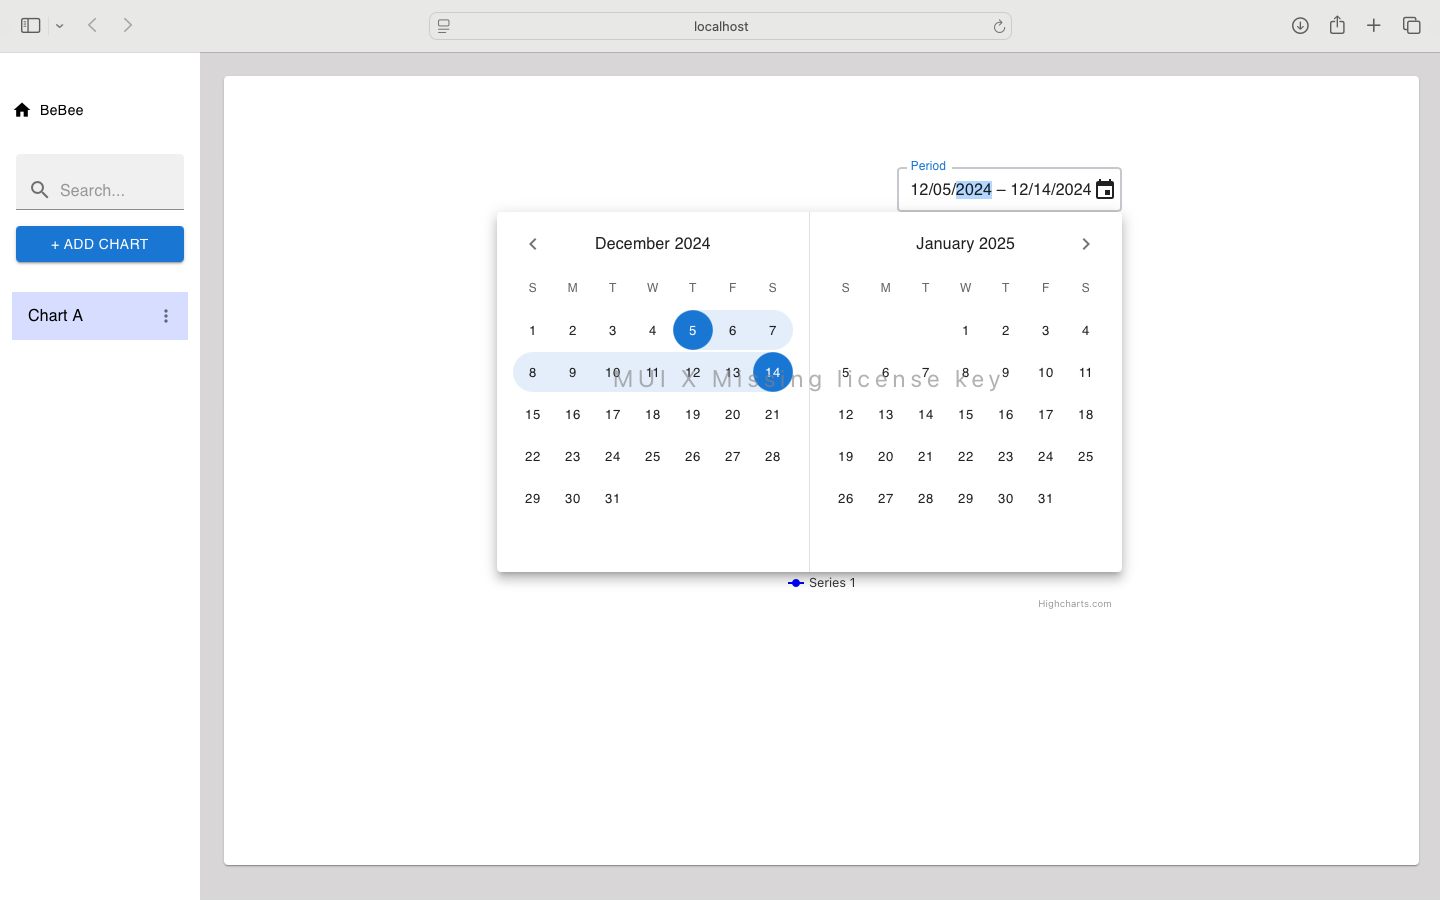 localhost
BeBee
Search...
+ ADD CHART
Chart A
Period
12/05/2024 – 12/14/2024
December 2024
S M T W T F S
1 2 3 4 5 6 7
8 9 10 11 12 13 14
15 16 17 18 19 20 21
22 23 24 25 26 27 28
29 30 31
January 2025
S M T W T F S
1 2 3 4
5 6 7 8 9 10 11
12 13 14 15 16 17 18
19 20 21 22 23 24 25
26 27 28 29 30 31
MUI X Missing license key
Series 1
Highcharts.com